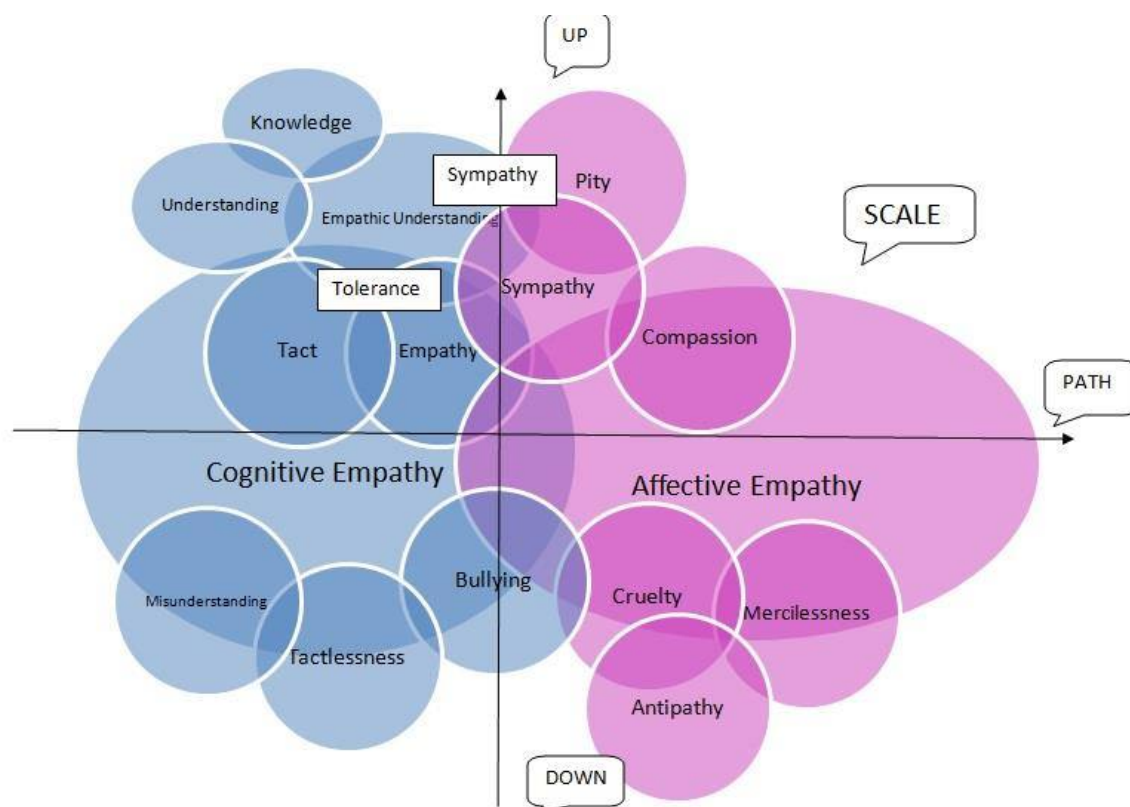 UP
Knowledge
Sympathy
Pity
Understanding
Empathic Understanding
SCALE
Tolerance
Sympathy
Compassion
Tact
Empathy
PATH
Cognitive Empathy
Affective Empathy
Bullying
Misunderstanding
Cruelty
Mercilessness
Tactlessness
Antipathy
DOWN